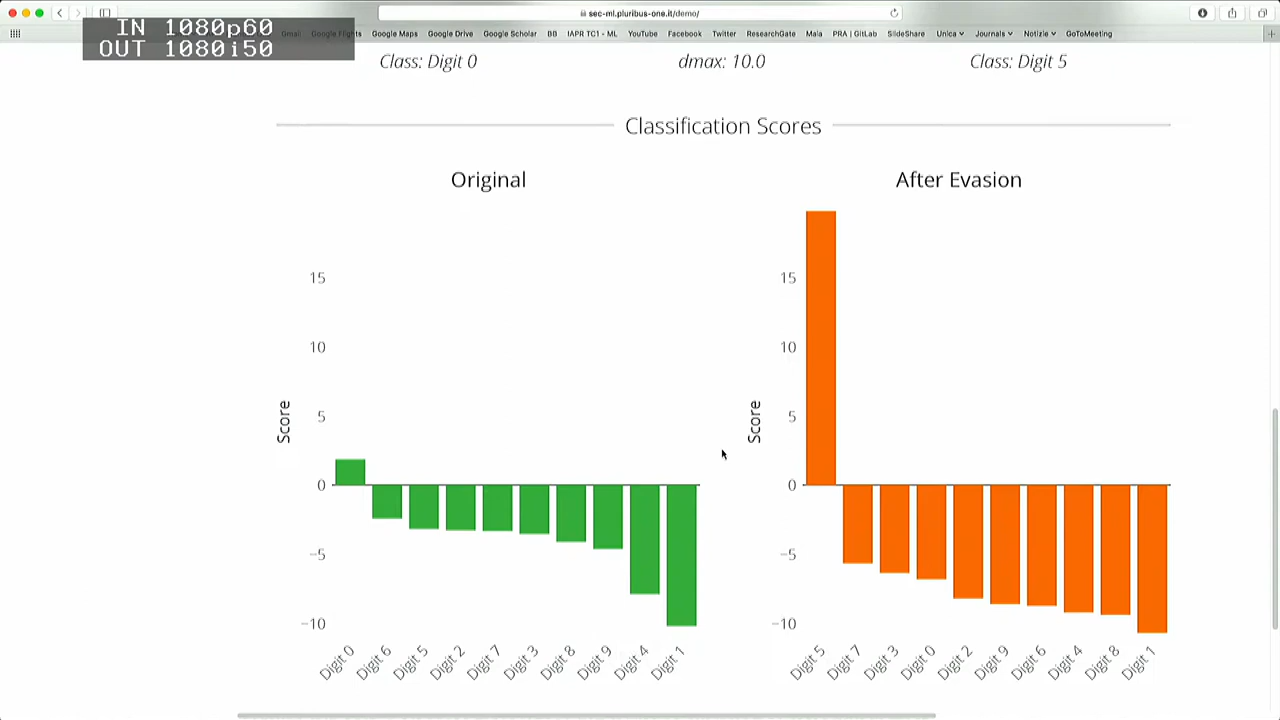 sec-ml.pluribus-one.it/demo/
IN 1080p60
OUT 1080i50
Gmail Google Flights Google Maps Google Drive Google Scholar BB IAPR TC1 - ML YouTube Facebook Twitter ResearchGate Maia PRA | GitLab SlideShare Unica Journals Notizie GoToMeeting
Class: Digit 0 dmax: 10.0 Class: Digit 5
Classification Scores
Original After Evasion
15 15
10 10
5 5
Score Score
0 0
−5 −5
−10 −10
Digit 0 Digit 6 Digit 5 Digit 2 Digit 7 Digit 3 Digit 8 Digit 9 Digit 4 Digit 1 Digit 5 Digit 7 Digit 3 Digit 0 Digit 2 Digit 9 Digit 6 Digit 4 Digit 8 Digit 1